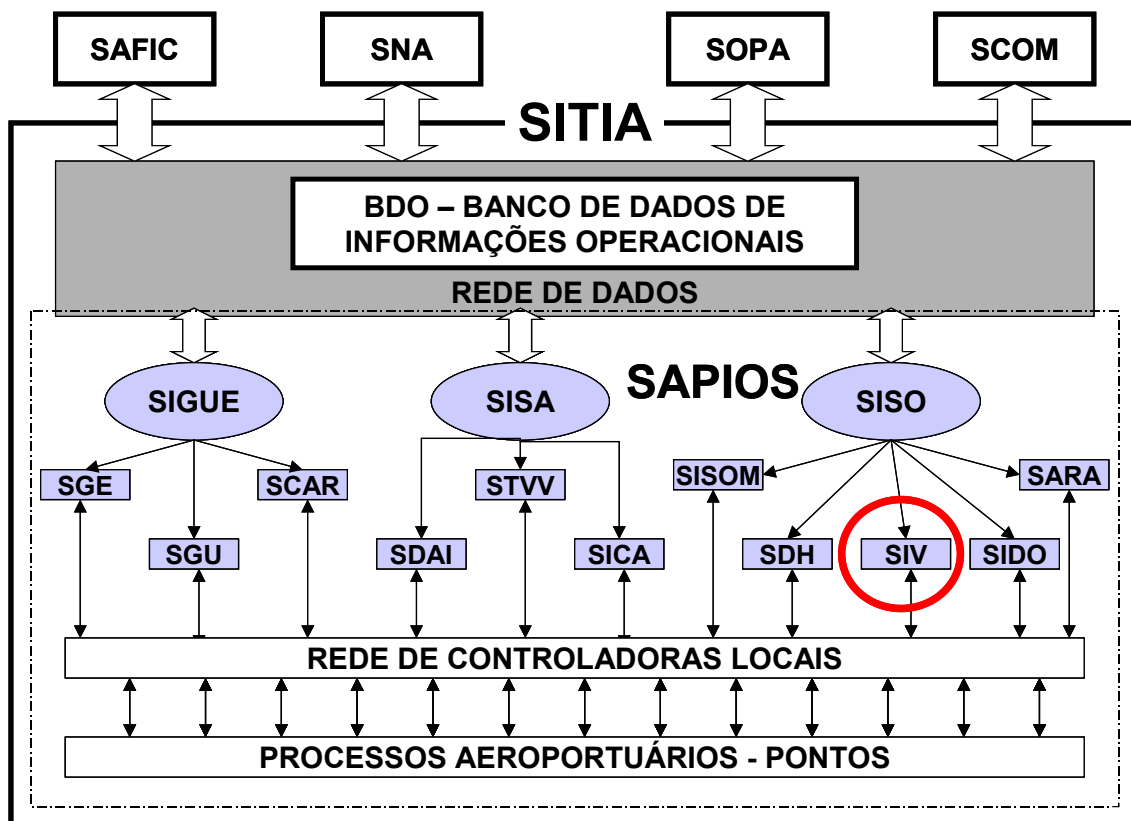 SAFIC
SNA
SOPA
SCOM
SITIA
BDO – BANCO DE DADOS DE
INFORMAÇÕES OPERACIONAIS
REDE DE DADOS
SAPIOS
SIGUE
SISA
SISO
SGE
SCAR
STVV
SISOM
SARA
SGU
SDAI
SICA
SDH
SIV
SIDO
REDE DE CONTROLADORAS LOCAIS
PROCESSOS AEROPORTUÁRIOS - PONTOS